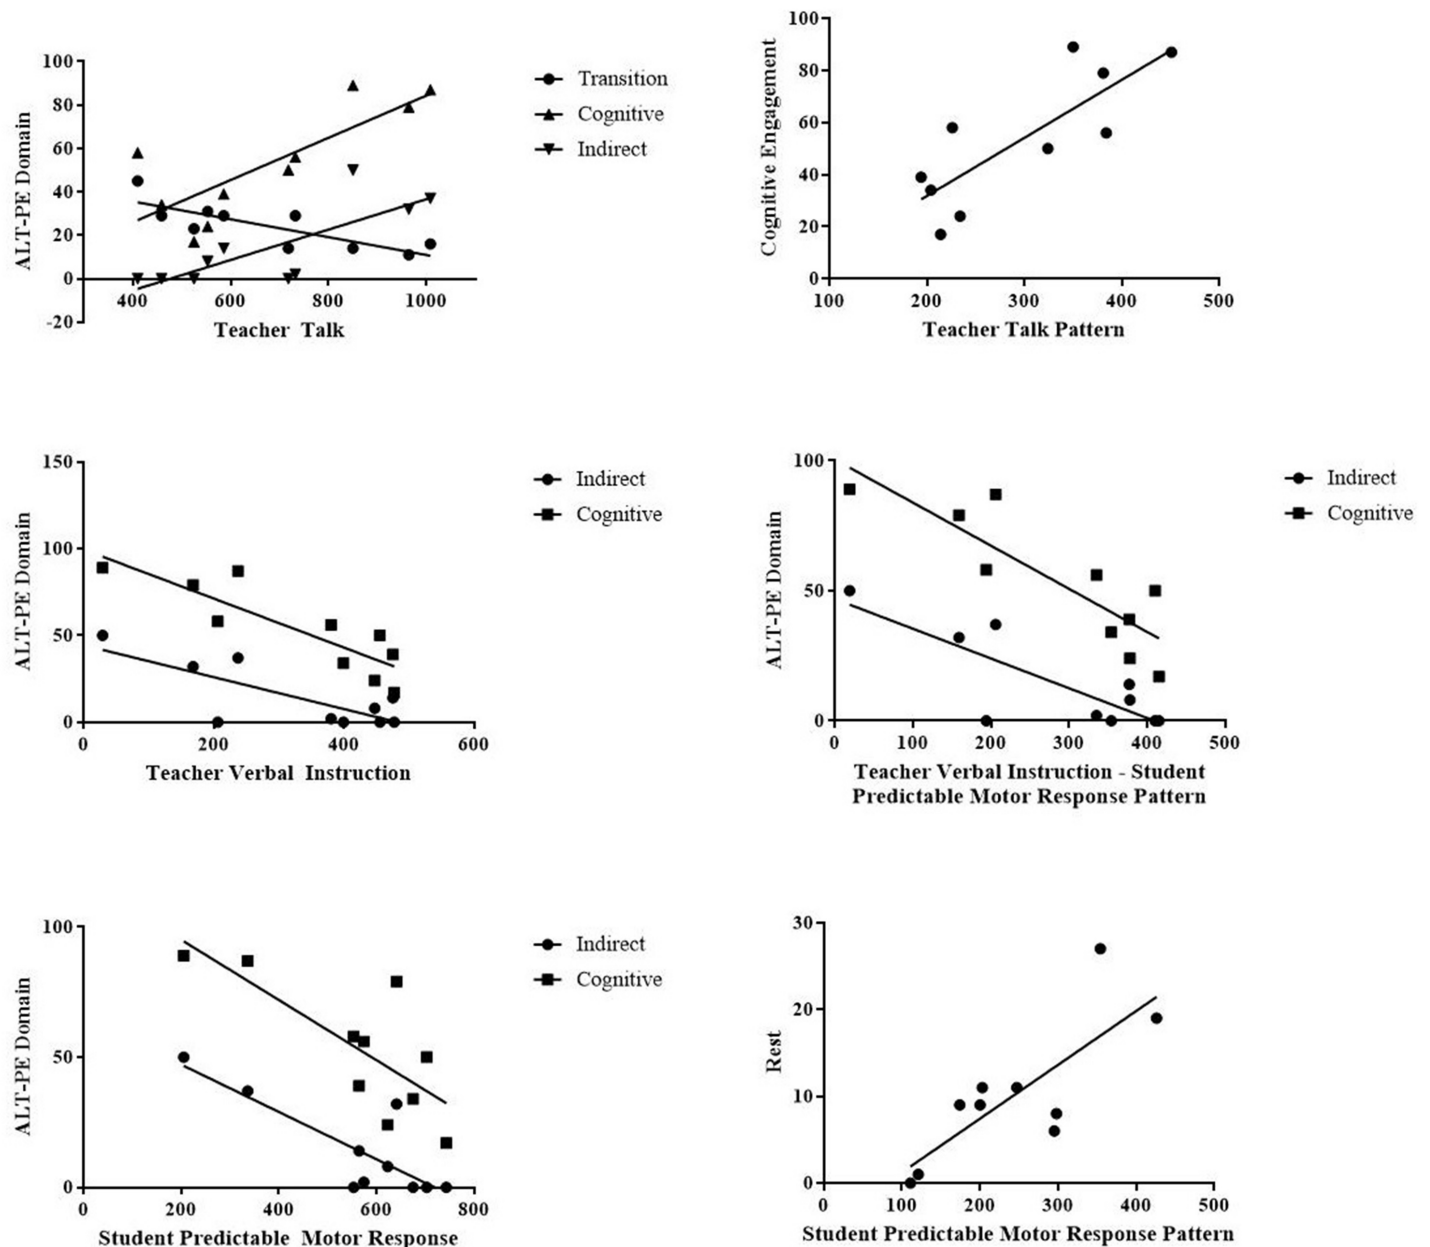 100
80
60
40
20
0
-20
400 600 800 1000
ALT-PE Domain
Teacher Talk
Transition
Cognitive
Indirect
100
80
60
40
20
0
100 200 300 400 500
Cognitive Engagement
Teacher Talk Pattern
150
100
50
0
0 200 400 600
ALT-PE Domain
Teacher Verbal Instruction
Indirect
Cognitive
100
50
0
0 100 200 300 400 500
ALT-PE Domain
Teacher Verbal Instruction - Student
Predictable Motor Response Pattern
Indirect
Cognitive
100
50
0
0 200 400 600 800
ALT-PE Domain
Student Predictable Motor Response
Indirect
Cognitive
30
20
10
0
0 100 200 300 400 500
Rest
Student Predictable Motor Response Pattern